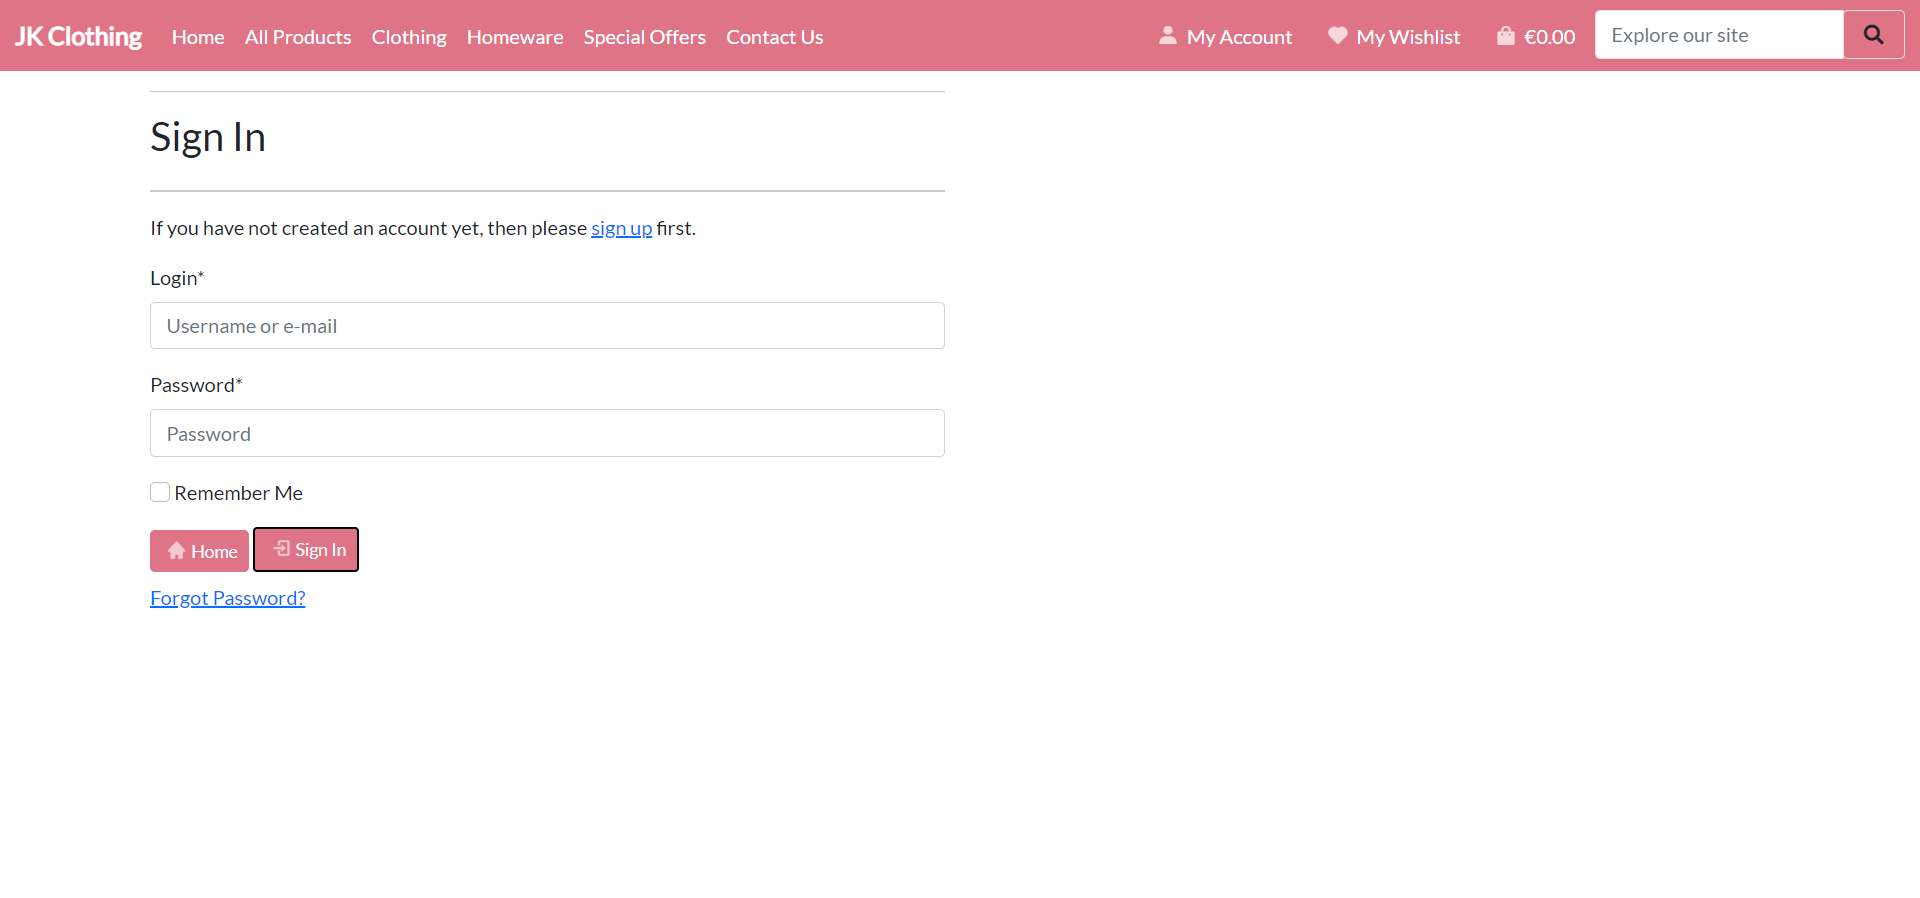 JK Clothing Home All Products Clothing Homeware Special Offers Contact Us My Account My Wishlist €0.00 Explore our site
Sign In
If you have not created an account yet, then please sign up first.
Login*
Username or e-mail
Password*
Password
Remember Me
Home Sign In
Forgot Password?